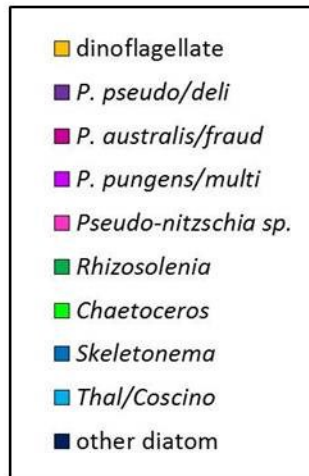 dinoflagellate
P. pseudo/deli
P. australis/fraud
P. pungens/multi
Pseudo-nitzschia sp.
Rhizosolenia
Chaetoceros
Skeletonema
Thal/Coscino
other diatom